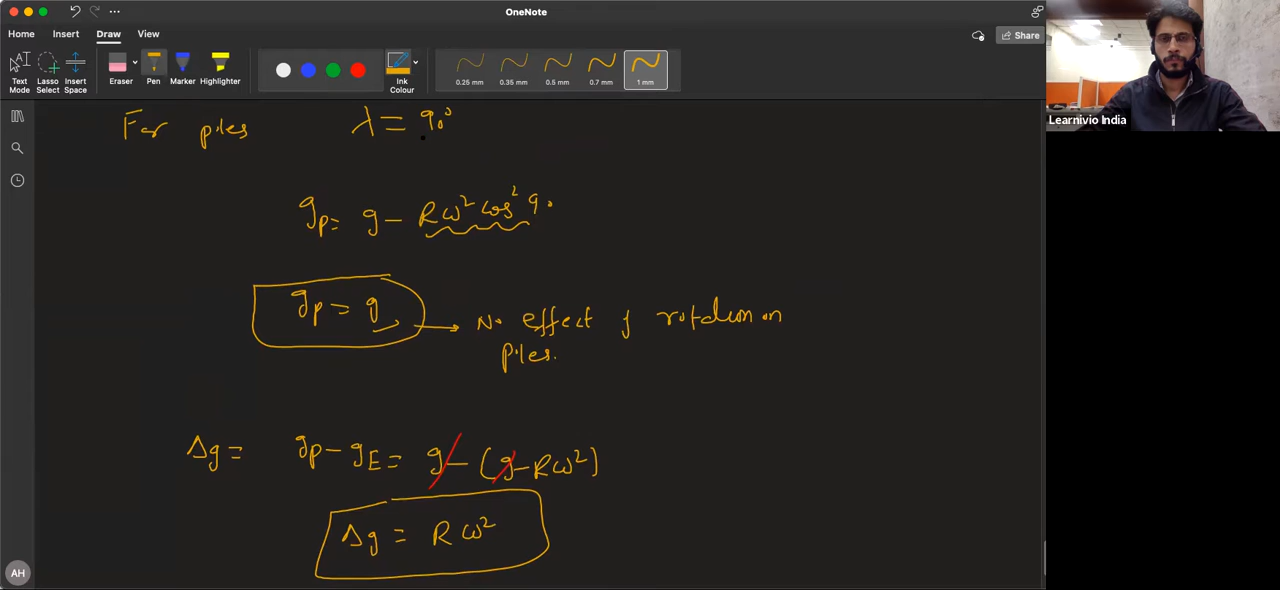 OneNote
Home Insert Draw View
Share
Text Mode
Lasso Select
Insert Space
Eraser
Pen
Marker
Highlighter
Ink Colour
0.25 mm
0.35 mm
0.5 mm
0.7 mm
1 mm
Learnivio India
For poles λ = 90°
gp = g - Rω² cos² 90
gp = g → No effect of rotation on
poles.
Δg = gp - gE = g - (g - Rω²)
Δg = Rω²
AH